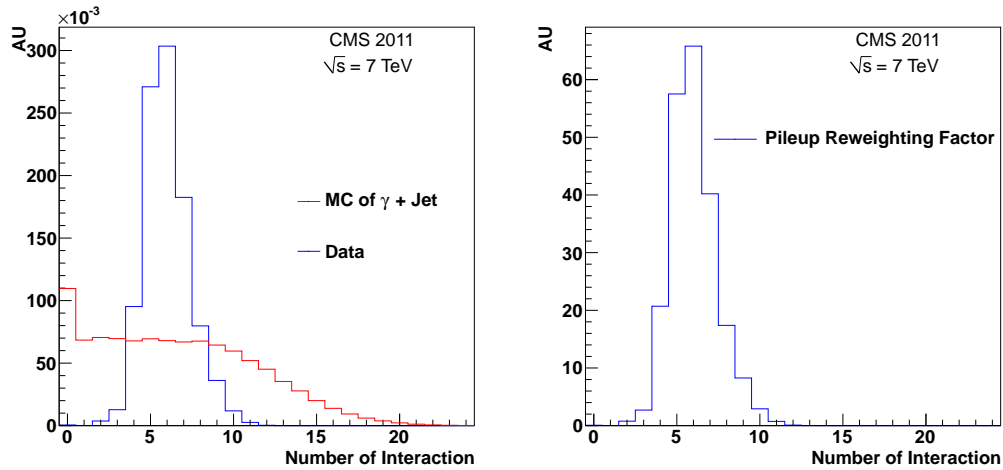 ×10⁻³
AU
300
250
200
150
100
50
0
0 5 10 15 20
Number of Interaction
CMS 2011
√s = 7 TeV
MC of γ + Jet
Data
AU
60
50
40
30
20
10
0
0 5 10 15 20
Number of Interaction
CMS 2011
√s = 7 TeV
Pileup Reweighting Factor